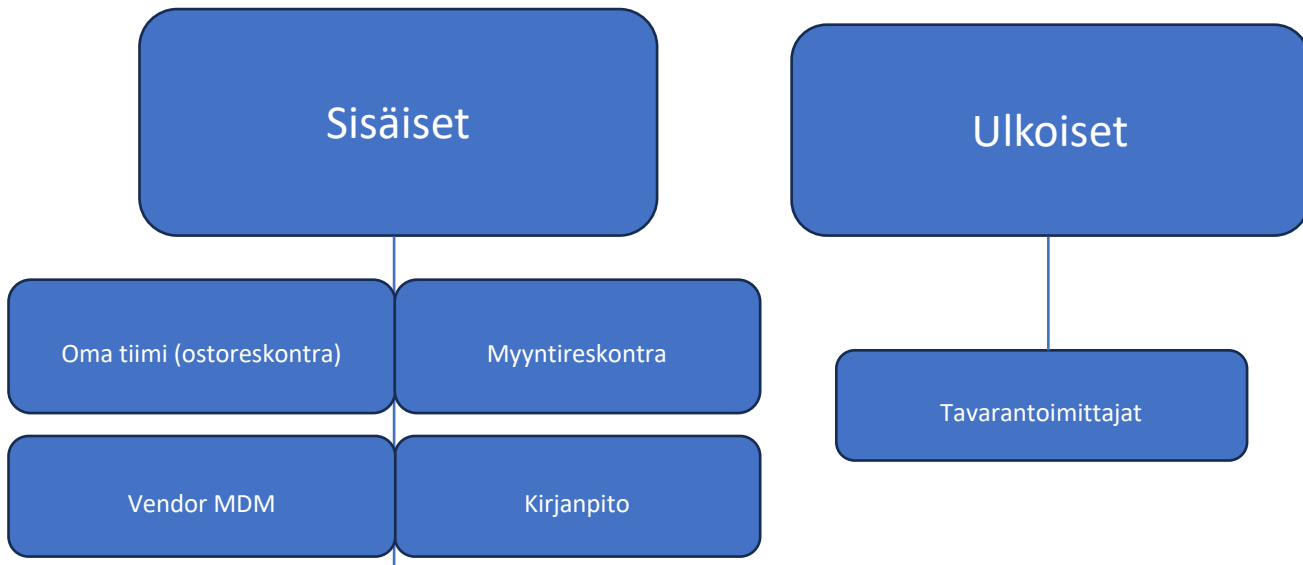 Sisäiset
Ulkoiset
Oma tiimi (ostoreskontra)
Myyntireskontra
Tavarantoimittajat
Vendor MDM
Kirjanpito